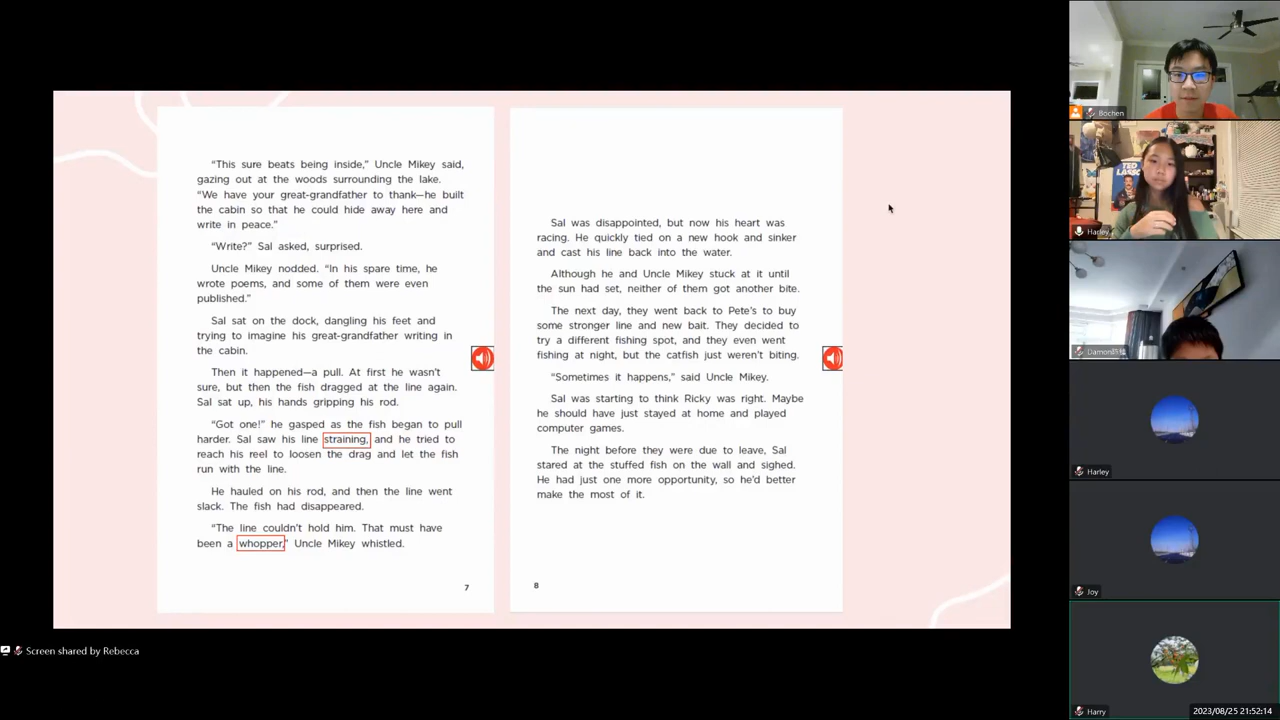 "This sure beats being inside," Uncle Mikey said,
gazing out at the woods surrounding the lake.
"We have your great-grandfather to thank—he built
the cabin so that he could hide away here and
write in peace."
"Write?" Sal asked, surprised.
Uncle Mikey nodded. "In his spare time, he
wrote poems, and some of them were even
published."
Sal sat on the dock, dangling his feet and
trying to imagine his great-grandfather writing in
the cabin.
Then it happened—a pull. At first he wasn't
sure, but then the fish dragged at the line again.
Sal sat up, his hands gripping his rod.
"Got one!" he gasped as the fish began to pull
harder. Sal saw his line straining, and he tried to
reach his reel to loosen the drag and let the fish
run with the line.
He hauled on his rod, and then the line went
slack. The fish had disappeared.
"The line couldn't hold him. That must have
been a whopper," Uncle Mikey whistled.
7
Sal was disappointed, but now his heart was
racing. He quickly tied on a new hook and sinker
and cast his line back into the water.
Although he and Uncle Mikey stuck at it until
the sun had set, neither of them got another bite.
The next day, they went back to Pete's to buy
some stronger line and new bait. They decided to
try a different fishing spot, and they even went
fishing at night, but the catfish just weren't biting.
"Sometimes it happens," said Uncle Mikey.
Sal was starting to think Ricky was right. Maybe
he should have just stayed at home and played
computer games.
The night before they were due to leave, Sal
stared at the stuffed fish on the wall and sighed.
He had just one more opportunity, so he'd better
make the most of it.
8
Screen shared by Rebecca
Bochen
TED
LASSO
Harley
Harley
Joy
Harry
2023/08/25 21:52:14